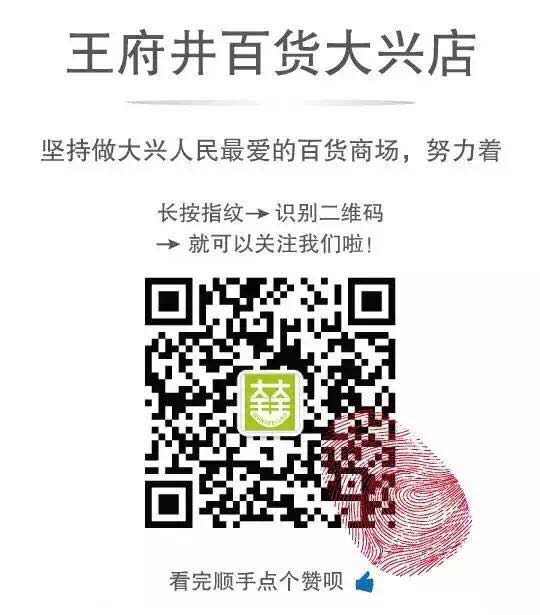 王府井百货大兴店
坚持做大兴人民最爱的百货商场，努力着
长按指纹→识别二维码
→就可以关注我们啦！
看完顺手点个赞呗